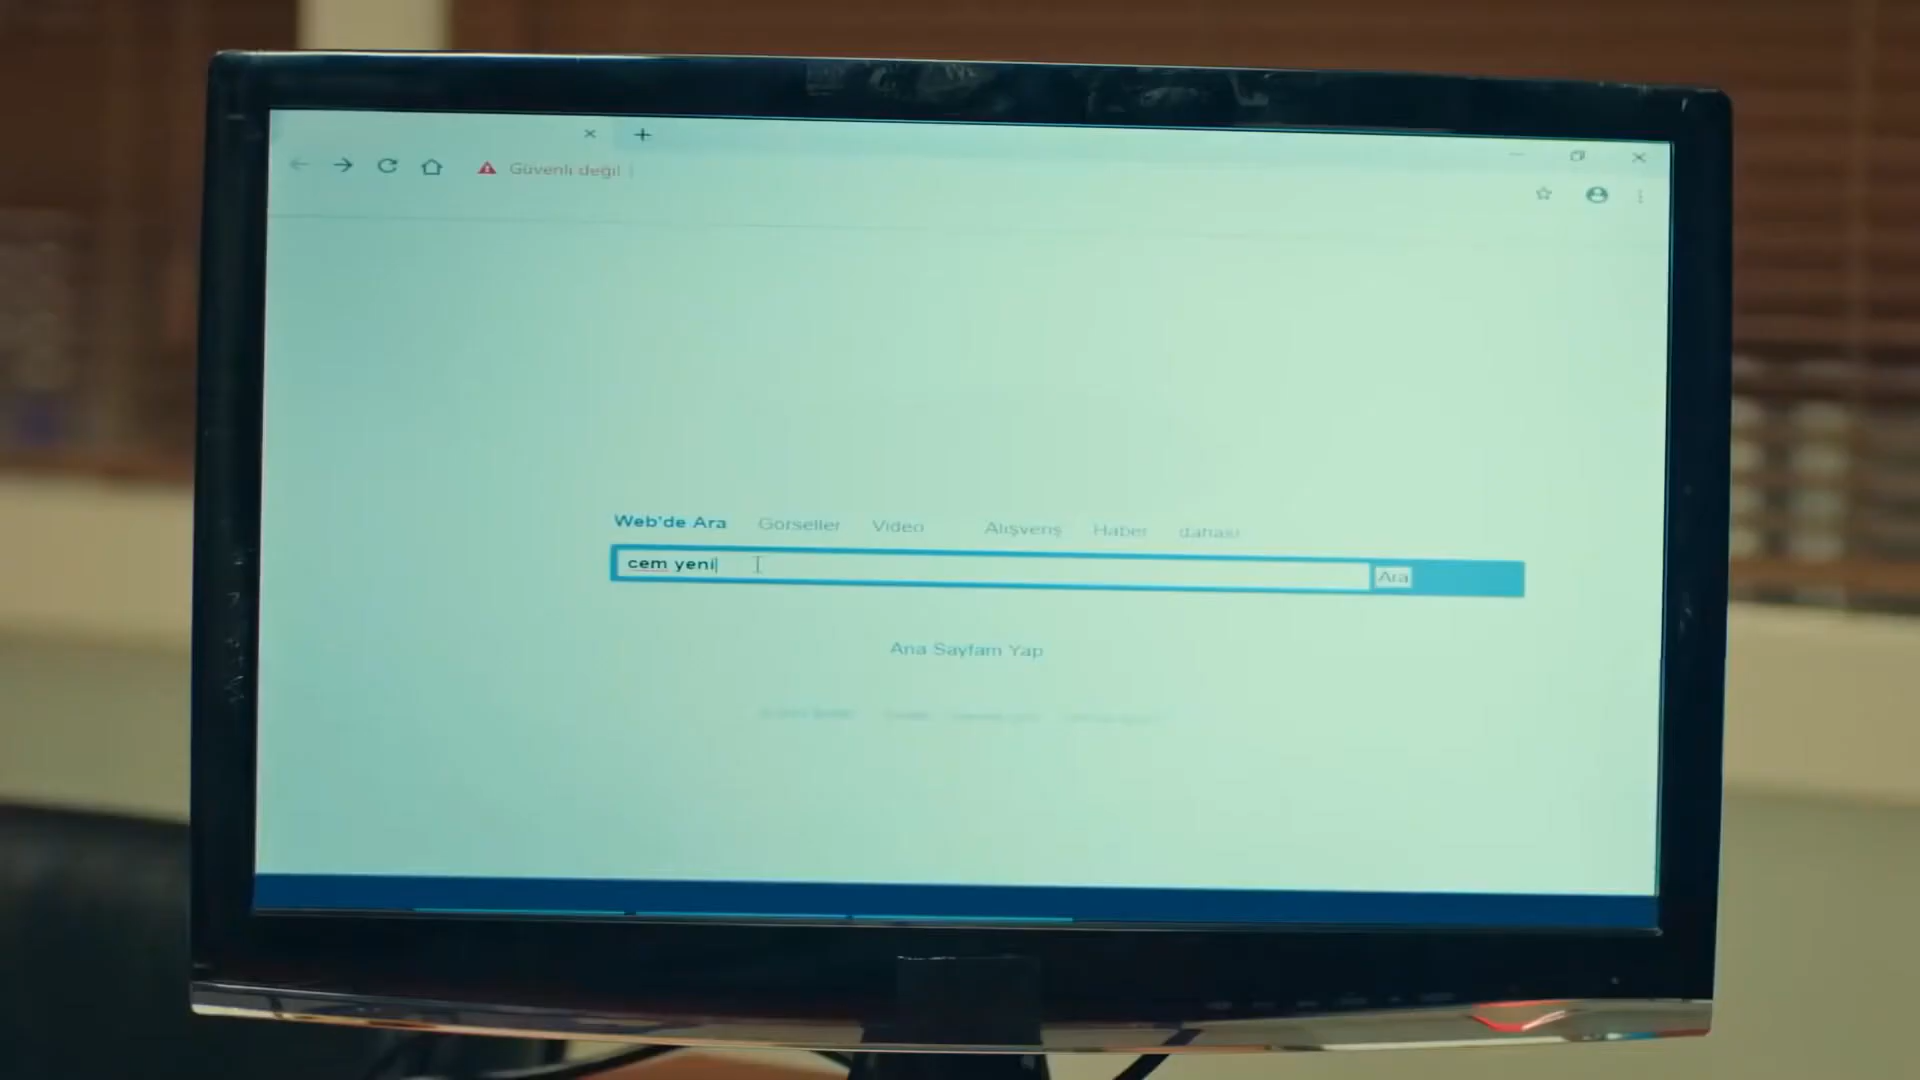 Güvenli değil
Web'de Ara Görseller Video Alışveriş Haber dahası
cem yeni
Ara
Ana Sayfam Yap